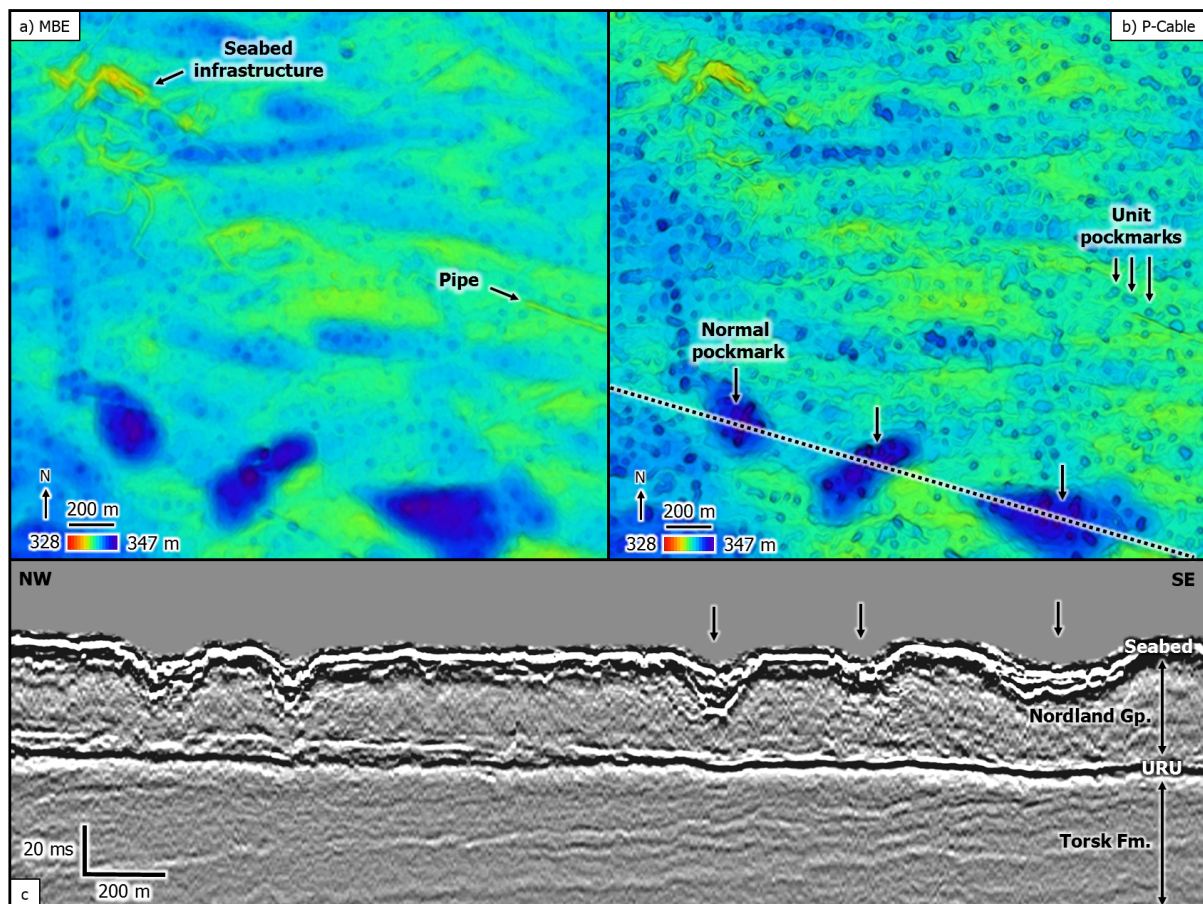 a) MBE
Seabed
infrastructure
Pipe
N
200 m
328 347 m
b) P-Cable
Unit
pockmarks
Normal
pockmark
N
200 m
328 347 m
NW
SE
Seabed
Nordland Gp.
URU
Torsk Fm.
20 ms
200 m
c